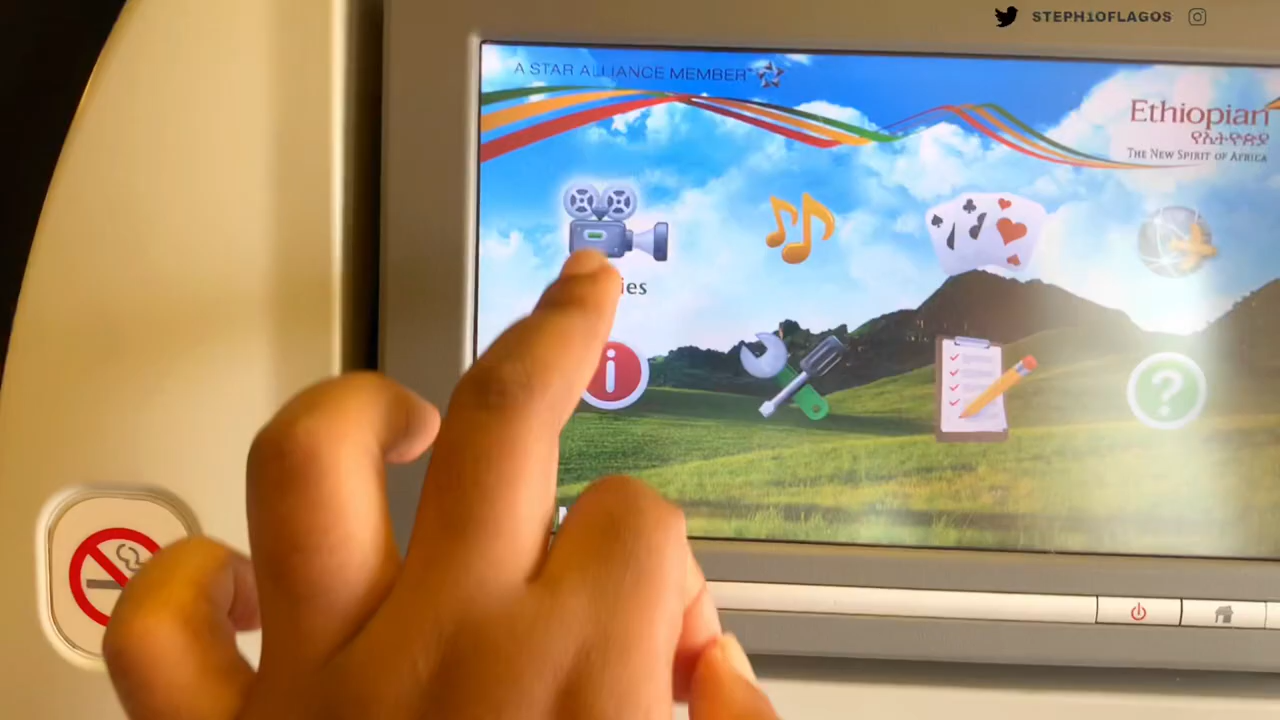 STEPH1OFLAGOS
A STAR ALLIANCE MEMBER
Ethiopian
የኢትዮጵያ
THE NEW SPIRIT OF AFRICA
ies